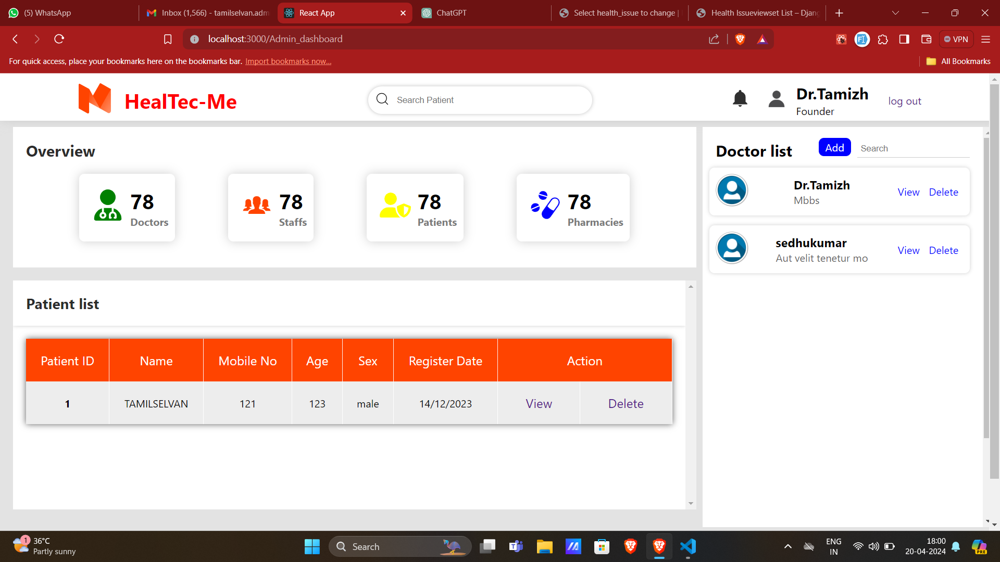 (5) WhatsApp
Inbox (1,566) - tamilselvan.adm
React App
ChatGPT
Select health_issue to change |
Health Issueviewset List – Djang
localhost:3000/Admin_dashboard
VPN
For quick access, place your bookmarks here on the bookmarks bar. Import bookmarks now...
All Bookmarks
HealTec-Me
Search Patient
Dr.Tamizh
Founder
log out
Overview
78
Doctors
78
Staffs
78
Patients
78
Pharmacies
Doctor list
Add
Search
Dr.Tamizh
Mbbs
View Delete
sedhukumar
Aut velit tenetur mo
View Delete
Patient list
Patient ID Name Mobile No Age Sex Register Date Action
1 TAMILSELVAN 121 123 male 14/12/2023 View Delete
1
36°C
Partly sunny
Search
ENG
IN
18:00
20-04-2024
PRE